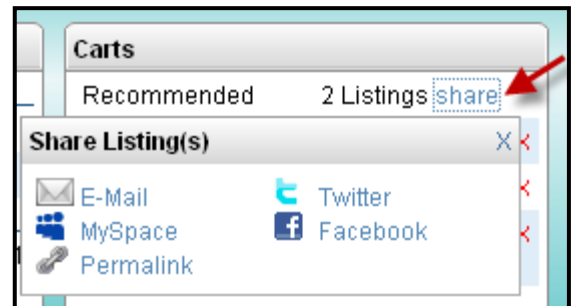 Carts
Recommended 2 Listings share
Share Listing(s) X
E-Mail Twitter
MySpace Facebook
Permalink